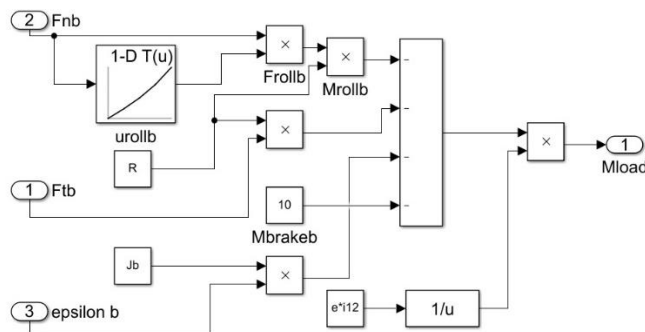 2 Fnb
1-D T(u)
×
Frollb
×
Mrollb
urollb
×
R
1 Ftb
10
Mbrakeb
Jb
×
3 epsilon b
e*i12
1/u
×
1
Mload